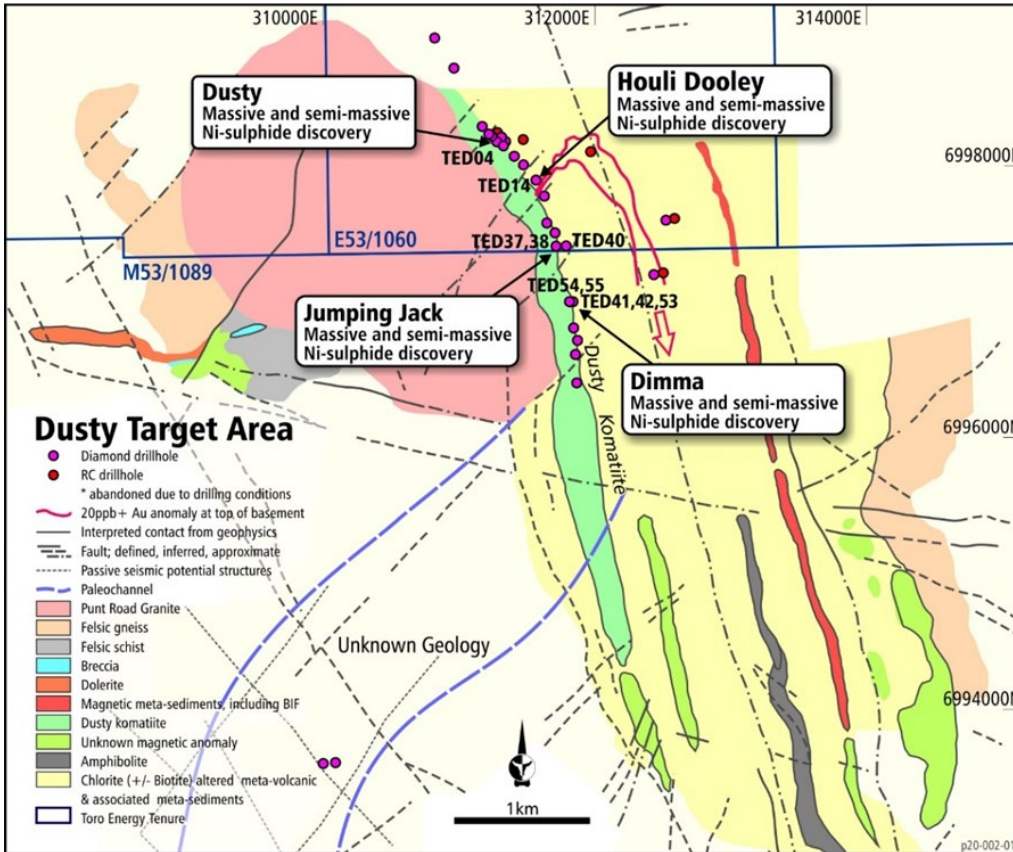 310000E
312000E
314000E
Dusty
Massive and semi-massive
Ni-sulphide discovery
Houli Dooley
Massive and semi-massive
Ni-sulphide discovery
TED04
6998000N
TED14
E53/1060
TED37,38
TED40
M53/1089
TED54,55
TED41,42,53
Jumping Jack
Massive and semi-massive
Ni-sulphide discovery
Dusty Komatiite
Dimma
Massive and semi-massive
Ni-sulphide discovery
6996000N
Dusty Target Area
Diamond drillhole
RC drillhole
* abandoned due to drilling conditions
20ppb+ Au anomaly at top of basement
Interpreted contact from geophysics
Fault; defined, inferred, approximate
Passive seismic potential structures
Paleochannel
Punt Road Granite
Felsic gneiss
Felsic schist
Breccia
Dolerite
Magnetic meta-sediments, including BIF
Dusty komatiite
Unknown magnetic anomaly
Amphibolite
Chlorite (+/- Biotite) altered meta-volcanic
& associated meta-sediments
Toro Energy Tenure
Unknown Geology
6994000N
1km
p20-002-01